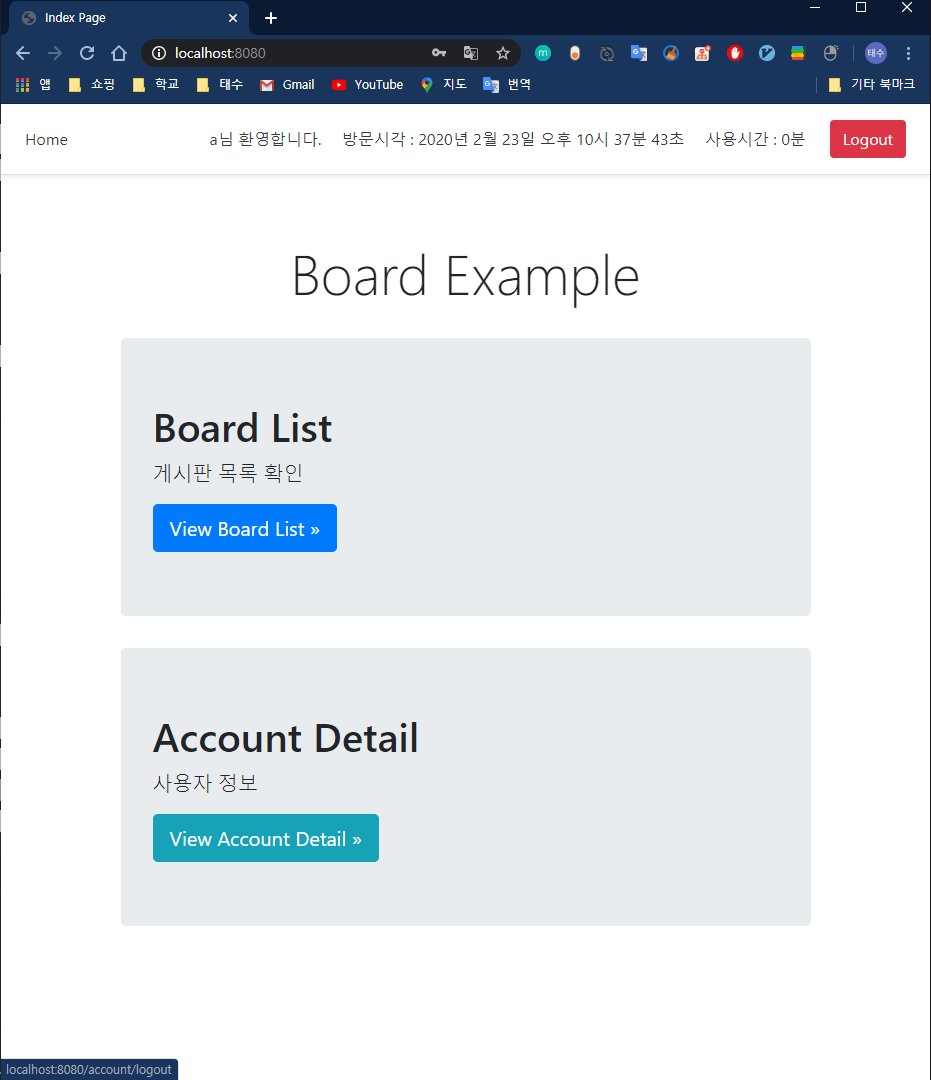 Index Page
localhost:8080
m
태수
앱 쇼핑 학교 태수 Gmail YouTube 지도 번역 기타 북마크
Home a님 환영합니다. 방문시각 : 2020년 2월 23일 오후 10시 37분 43초 사용시간 : 0분 Logout
Board Example
Board List
게시판 목록 확인
View Board List »
Account Detail
사용자 정보
View Account Detail »
localhost:8080/account/logout